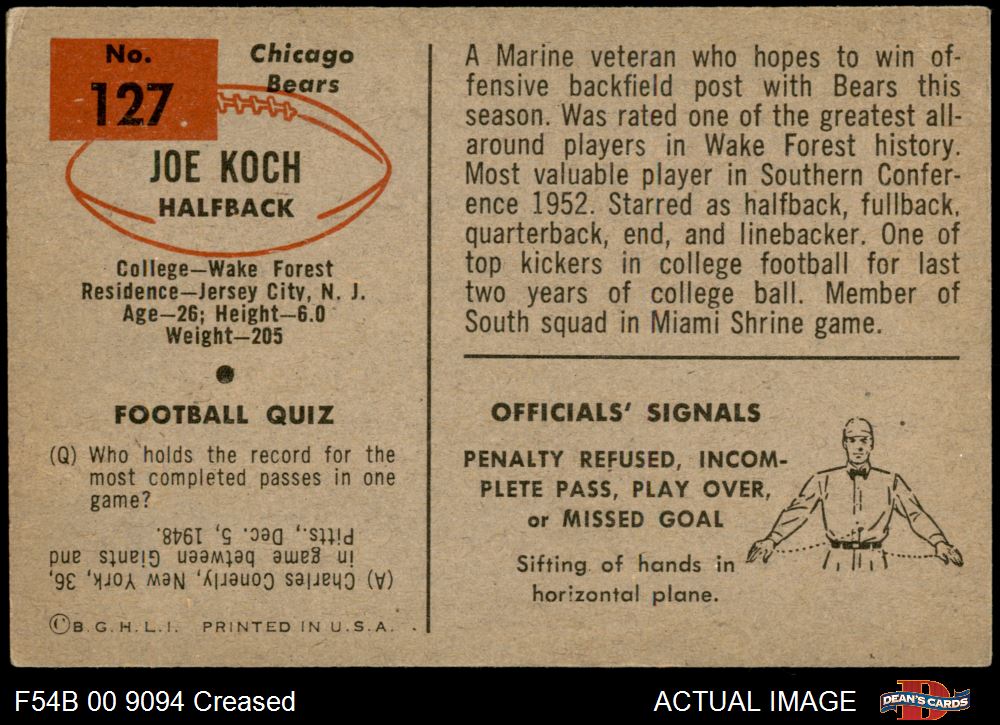 No.
127
Chicago
Bears
JOE KOCH
HALFBACK
College—Wake Forest
Residence—Jersey City, N. J.
Age—26; Height—6.0
Weight—205
FOOTBALL QUIZ
(Q) Who holds the record for the
most completed passes in one
game?
(A) Charles Conerly, New York, 36,
in game between Giants and
Pitts., Dec. 5, 1948.
©B.G.H.L.I. PRINTED IN U.S.A.
A Marine veteran who hopes to win of-
fensive backfield post with Bears this
season. Was rated one of the greatest all-
around players in Wake Forest history.
Most valuable player in Southern Confer-
ence 1952. Starred as halfback, fullback,
quarterback, end, and linebacker. One of
top kickers in college football for last
two years of college ball. Member of
South squad in Miami Shrine game.
OFFICIALS' SIGNALS
PENALTY REFUSED, INCOM-
PLETE PASS, PLAY OVER,
or MISSED GOAL
Sifting of hands in
horizontal plane.
F54B 00 9094 Creased
ACTUAL IMAGE
D
DEAN'S CARDS